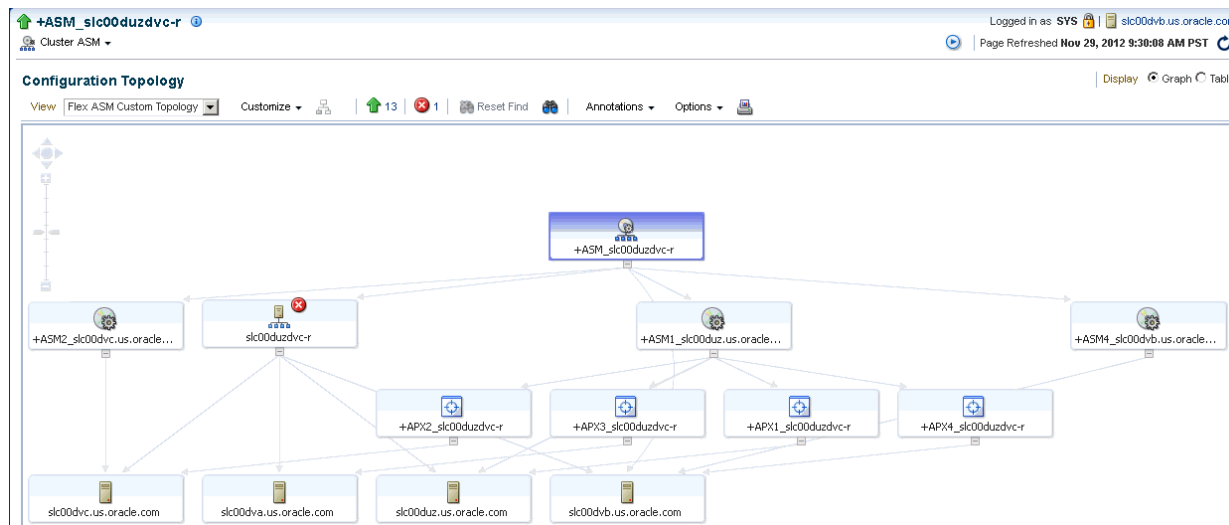 +ASM_slc00duzdvc-r
Logged in as SYS | slc00dvb.us.oracle.com
Cluster ASM
Page Refreshed Nov 29, 2012 9:30:08 AM PST
Configuration Topology
Display Graph Tabl
View Flex ASM Custom Topology Customize 13 1 Reset Find Annotations Options
+ASM_slc00duzdvc-r
+ASM2_slc00dvc.us.oracle...
slc00duzdvc-r
+ASM1_slc00duz.us.oracle...
+ASM4_slc00dvb.us.oracle...
+APX2_slc00duzdvc-r
+APX3_slc00duzdvc-r
+APX1_slc00duzdvc-r
+APX4_slc00duzdvc-r
slc00dvc.us.oracle.com
slc00dva.us.oracle.com
slc00duz.us.oracle.com
slc00dvb.us.oracle.com